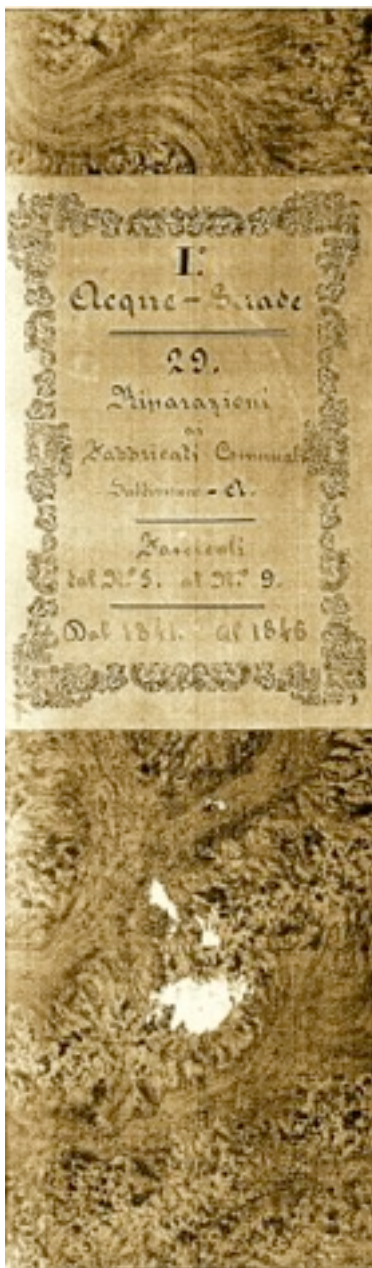 I.
Acque - Strade
29.
Riparazioni
ai
Fabbricati Comunali
- A.
Fascicoli
dal N.º 5. al N.º 9.
Dal 1841. Al 1846